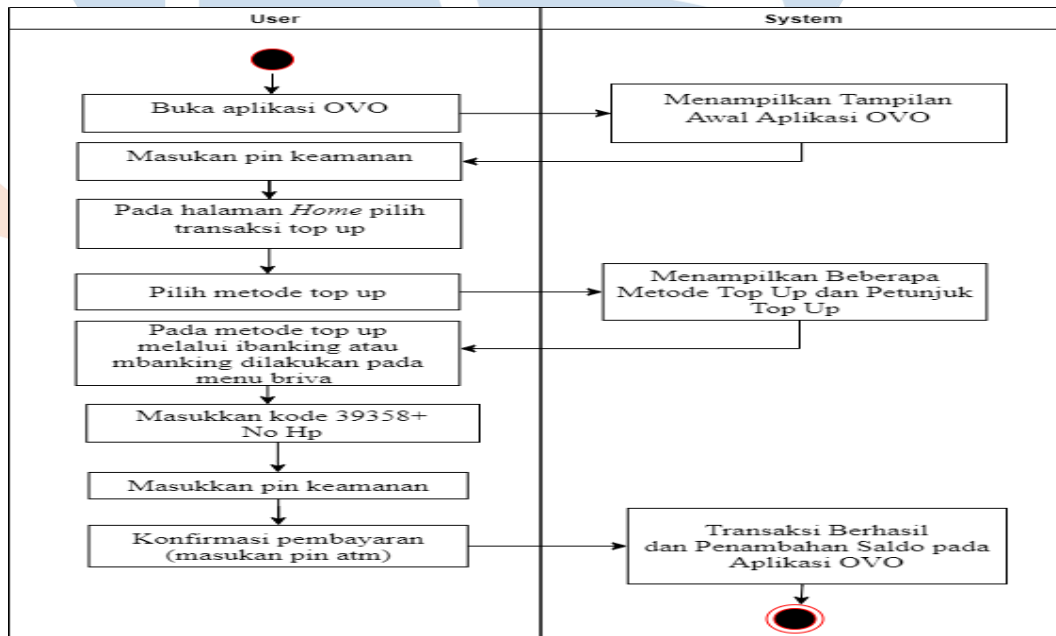 User
System
Buka aplikasi OVO
Menampilkan Tampilan
Awal Aplikasi OVO
Masukan pin keamanan
Pada halaman Home pilih
transaksi top up
Pilih metode top up
Menampilkan Beberapa
Metode Top Up dan Petunjuk
Top Up
Pada metode top up
melalui ibanking atau
mbanking dilakukan pada
menu briva
Masukkan kode 39358+
No Hp
Masukkan pin keamanan
Konfirmasi pembayaran
(masukan pin atm)
Transaksi Berhasil
dan Penambahan Saldo pada
Aplikasi OVO